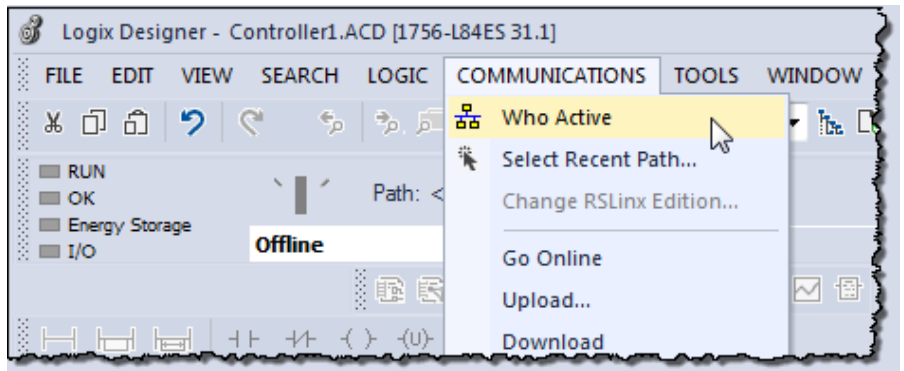 Logix Designer - Controller1.ACD [1756-L84ES 31.1]
FILE EDIT VIEW SEARCH LOGIC COMMUNICATIONS TOOLS WINDOW
Who Active
RUN
OK
Energy Storage
I/O
Path: <
Offline
Select Recent Path...
Change RSLinx Edition...
Go Online
Upload...
Download
(U)